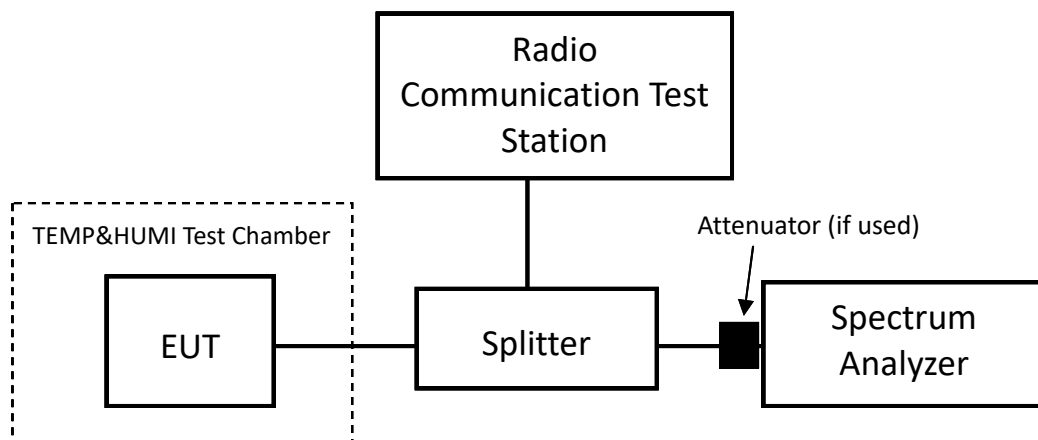 Radio
Communication Test
Station
TEMP&HUMI Test Chamber
Attenuator (if used)
EUT
Splitter
Spectrum
Analyzer